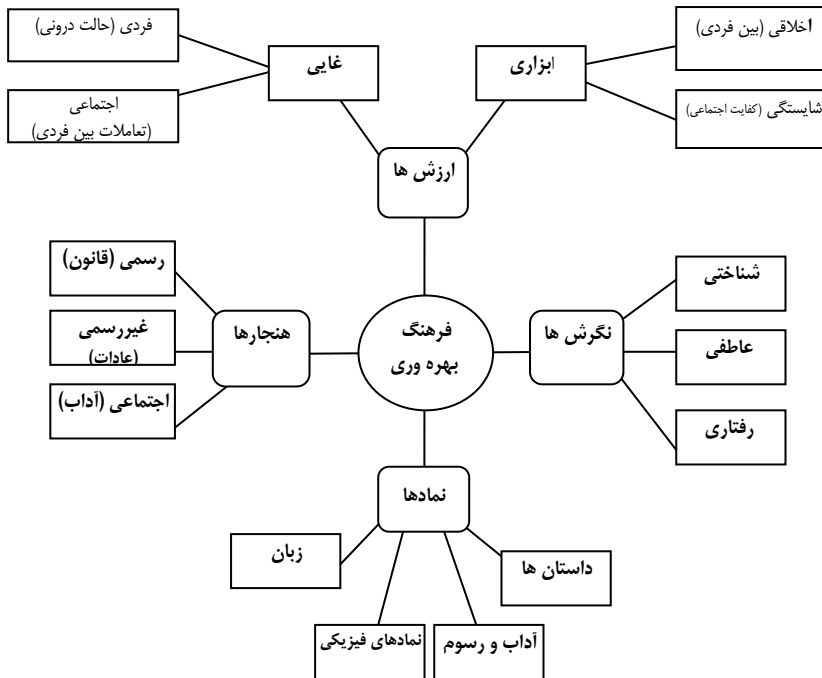 فردی (حالت درونی)
اخلاقی (بین فردی)
غایی
ابزاری
اجتماعی
(تعاملات بین فردی)
شایستگی (کفایت اجتماعی)
ارزش ها
رسمی (قانون)
شناختی
هنجارها
فرهنگ
بهره وری
نگرش ها
غیررسمی
(عادات)
عاطفی
اجتماعی (آداب)
رفتاری
نمادها
زبان
داستان ها
نمادهای فیزیکی
آداب و رسوم